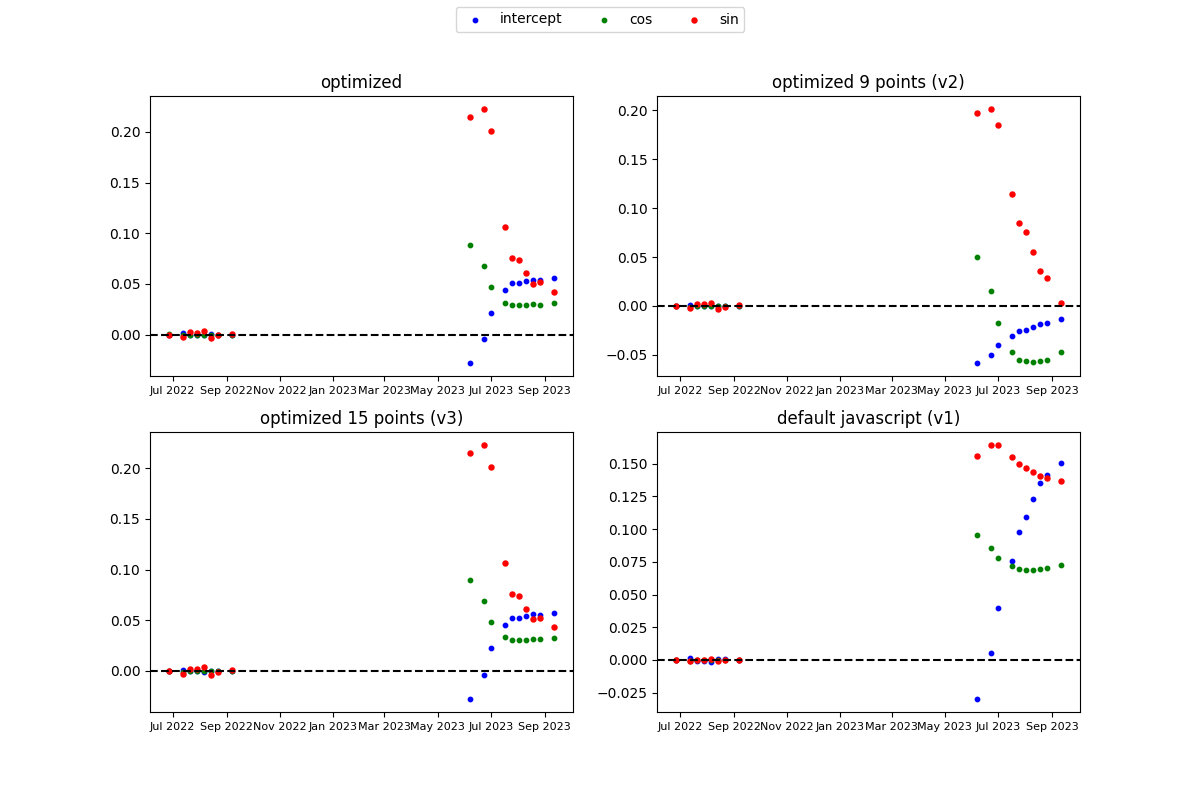 intercept cos sin
optimized
0.20
0.15
0.10
0.05
0.00
Jul 2022 Sep 2022 Nov 2022 Jan 2023 Mar 2023 May 2023 Jul 2023 Sep 2023
optimized 9 points (v2)
0.20
0.15
0.10
0.05
0.00
−0.05
Jul 2022 Sep 2022 Nov 2022 Jan 2023 Mar 2023 May 2023 Jul 2023 Sep 2023
optimized 15 points (v3)
0.20
0.15
0.10
0.05
0.00
Jul 2022 Sep 2022 Nov 2022 Jan 2023 Mar 2023 May 2023 Jul 2023 Sep 2023
default javascript (v1)
0.150
0.125
0.100
0.075
0.050
0.025
0.000
−0.025
Jul 2022 Sep 2022 Nov 2022 Jan 2023 Mar 2023 May 2023 Jul 2023 Sep 2023